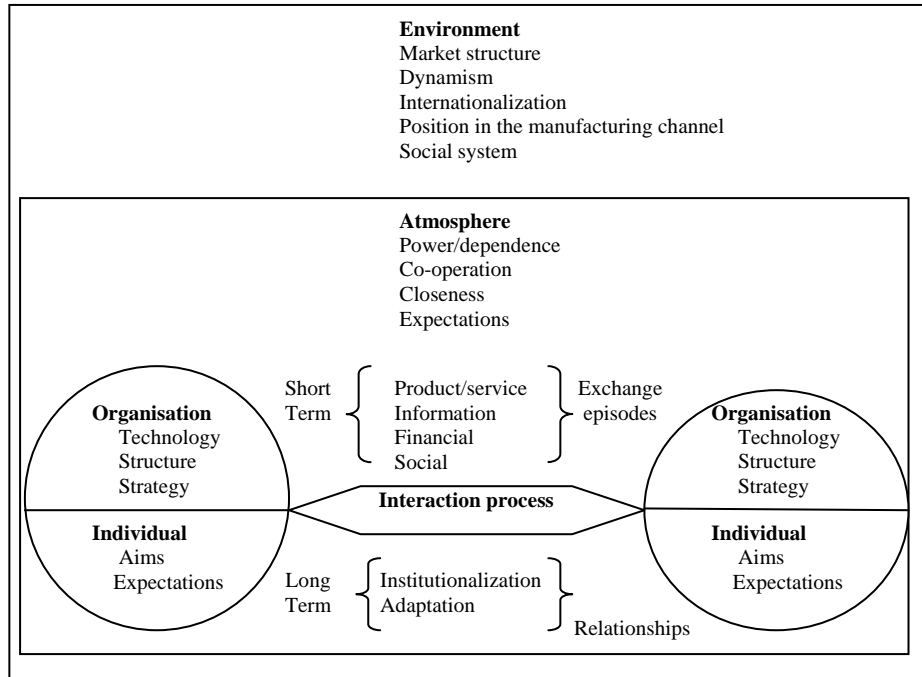 Environment
Market structure
Dynamism
Internationalization
Position in the manufacturing channel
Social system
Atmosphere
Power/dependence
Co-operation
Closeness
Expectations
Short
Term
Product/service
Information
Financial
Social
Exchange
episodes
Organisation
Technology
Structure
Strategy
Individual
Aims
Expectations
Interaction process
Organisation
Technology
Structure
Strategy
Individual
Aims
Expectations
Long
Term
Institutionalization
Adaptation
Relationships